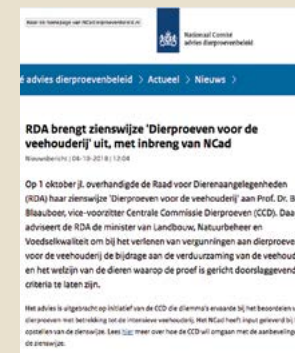 Naar de homepage van NCadierproevenbeleid.nl
Nationaal Comité
advies dierproevenbeleid
é advies dierproevenbeleid > Actueel > Nieuws >
RDA brengt zienswijze 'Dierproeven voor de
veehouderij' uit, met inbreng van NCad
Nieuwsbericht | 04-10-2018 | 12:04
Op 1 oktober jl. overhandigde de Raad voor Dierenaangelegenheden
(RDA) haar zienswijze 'Dierproeven voor de veehouderij' aan Prof. Dr. B
Blaauboer, vice-voorzitter Centrale Commissie Dierproeven (CCD). Daa
adviseert de RDA de minister van Landbouw, Natuurbeheer en
Voedselkwaliteit om bij het verlenen van vergunningen aan dierproeve
voor de veehouderij de bijdrage aan de verduurzaming van de veehoud
en het welzijn van de dieren waarop de proef is gericht doorslaggevend
criteria te laten zijn.
Het advies is uitgebracht op initiatief van de CCD die dilemma's ervaarde bij het beoordelen v
dierproeven met betrekking tot de intensieve veehouderij. Het NCad heeft input geleverd bij
opstellen van de zienswijze. Lees hier meer over hoe de CCD wil omgaan met de aanbevelinge
de zienswijze.